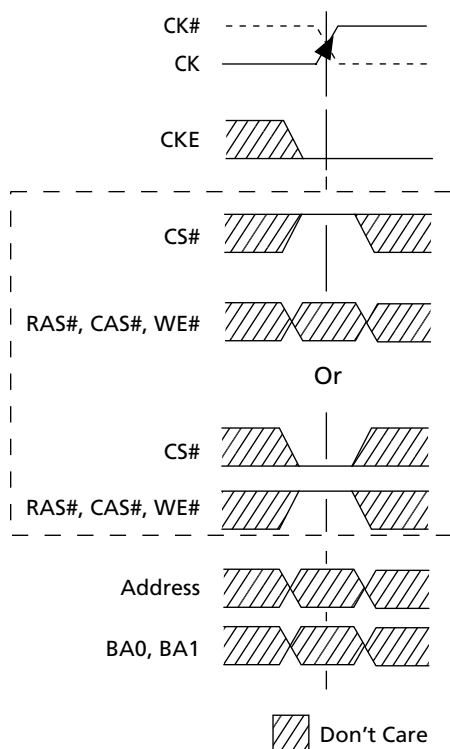 CK#
CK
CKE
CS#
RAS#, CAS#, WE#
Or
CS#
RAS#, CAS#, WE#
Address
BA0, BA1
Don't Care